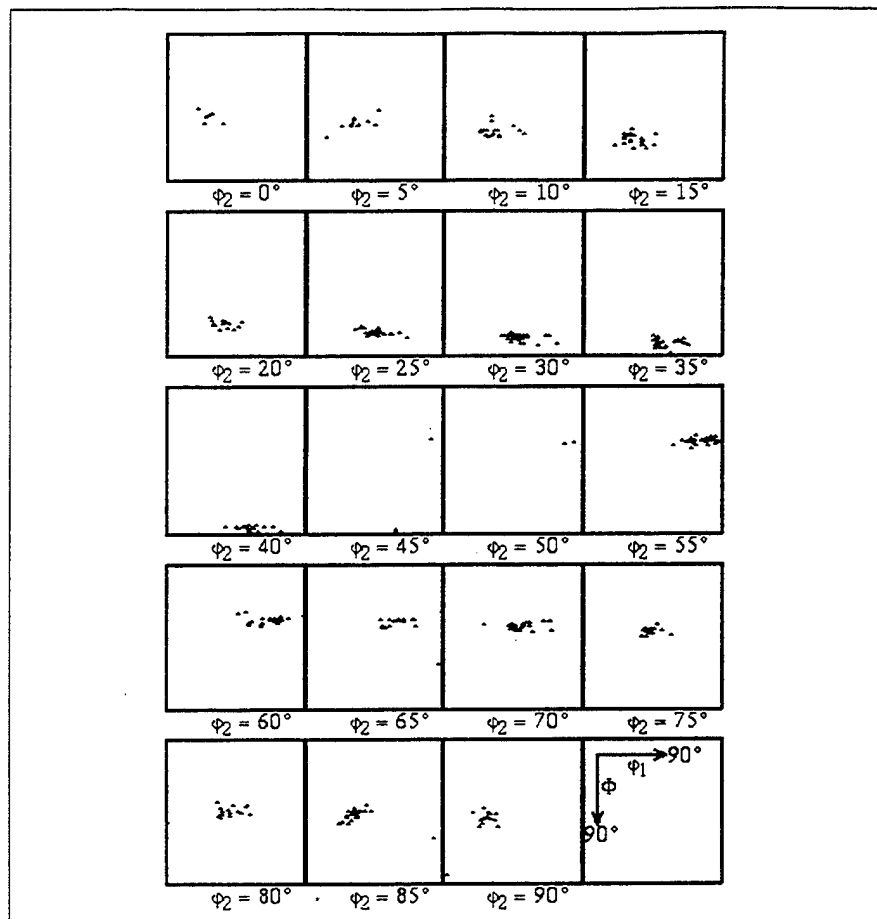 φ2 = 0° φ2 = 5° φ2 = 10° φ2 = 15°
φ2 = 20° φ2 = 25° φ2 = 30° φ2 = 35°
φ2 = 40° φ2 = 45° φ2 = 50° φ2 = 55°
φ2 = 60° φ2 = 65° φ2 = 70° φ2 = 75°
90°
φ1
Φ
90°
φ2 = 80° φ2 = 85° φ2 = 90°